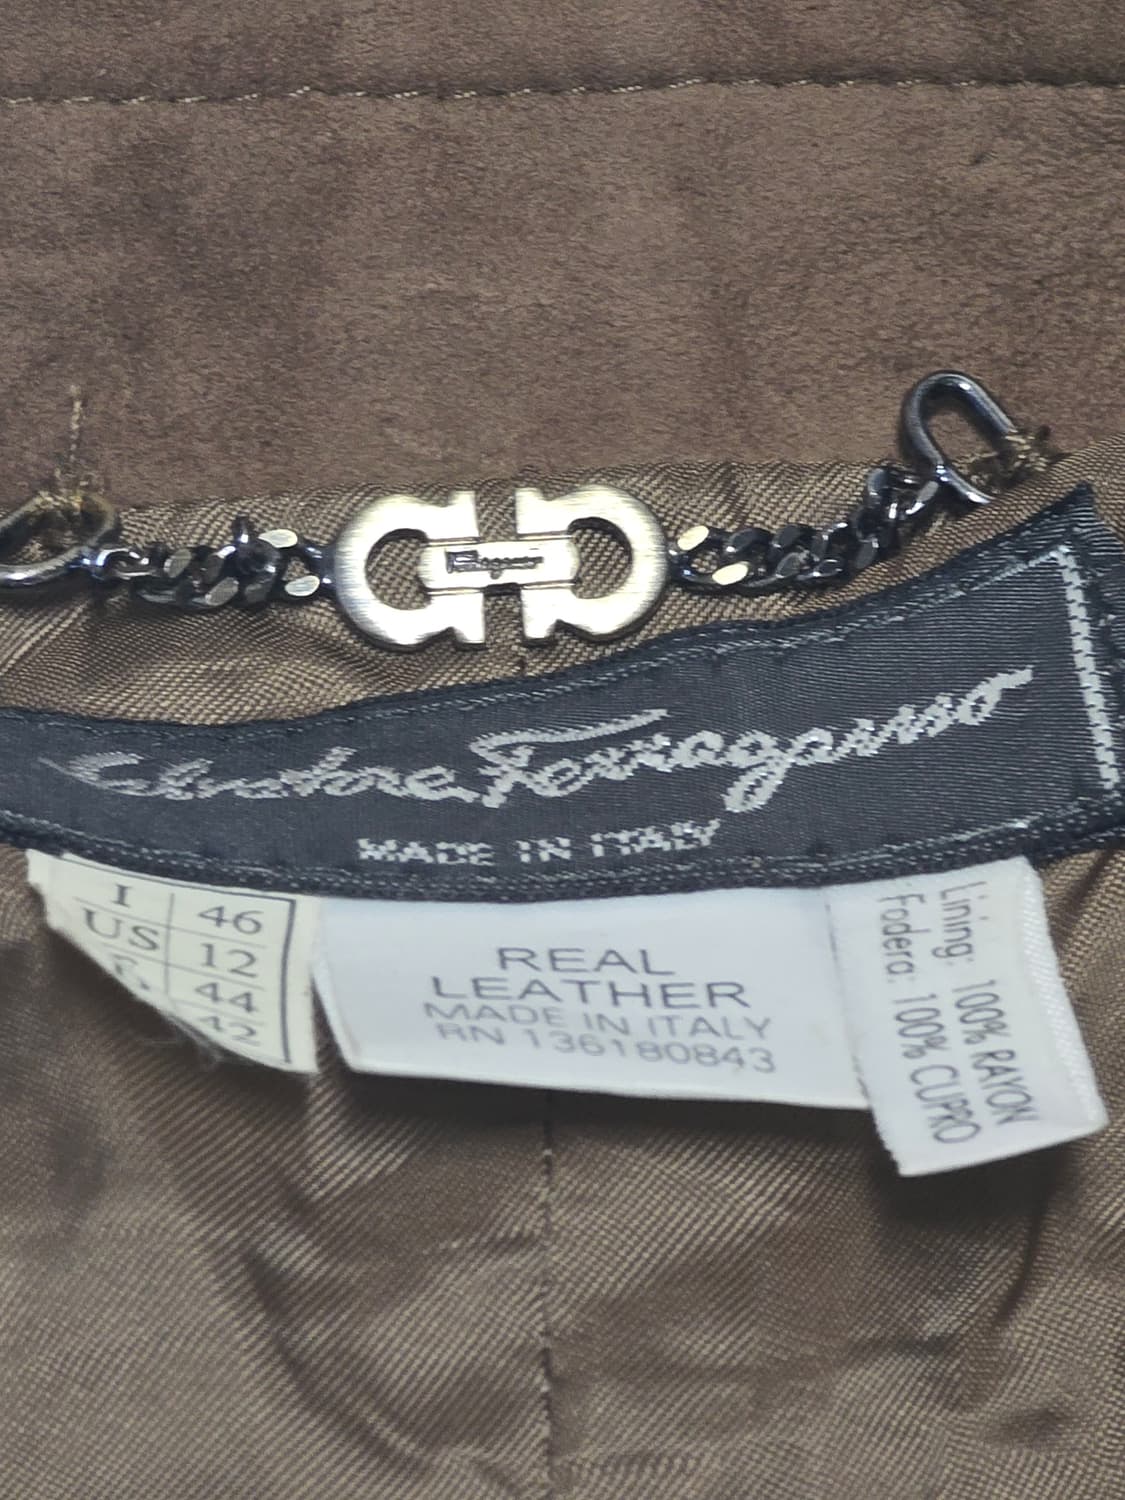 Ferragamo
Salvatore Ferragamo
MADE IN ITALY
I 46
US 12
44
42
REAL
LEATHER
MADE IN ITALY
RN 136180843
Lining: 100% RAYON
Fodera: 100% CUPRO